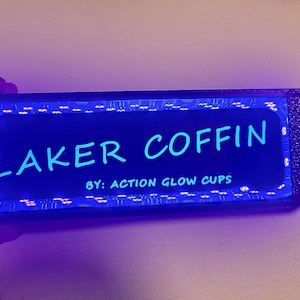 LAKER COFFIN
BY: ACTION GLOW CUPS